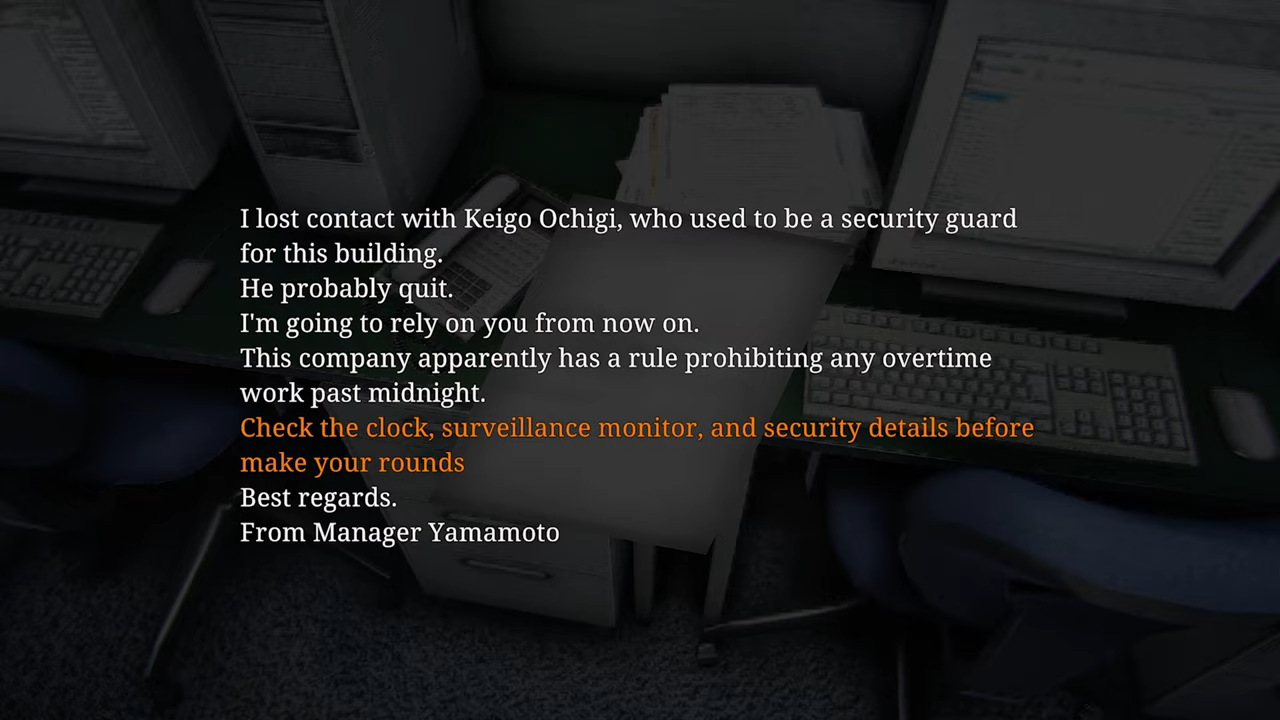 I lost contact with Keigo Ochigi, who used to be a security guard
for this building.
He probably quit.
I'm going to rely on you from now on.
This company apparently has a rule prohibiting any overtime
work past midnight.
Check the clock, surveillance monitor, and security details before
make your rounds
Best regards.
From Manager Yamamoto